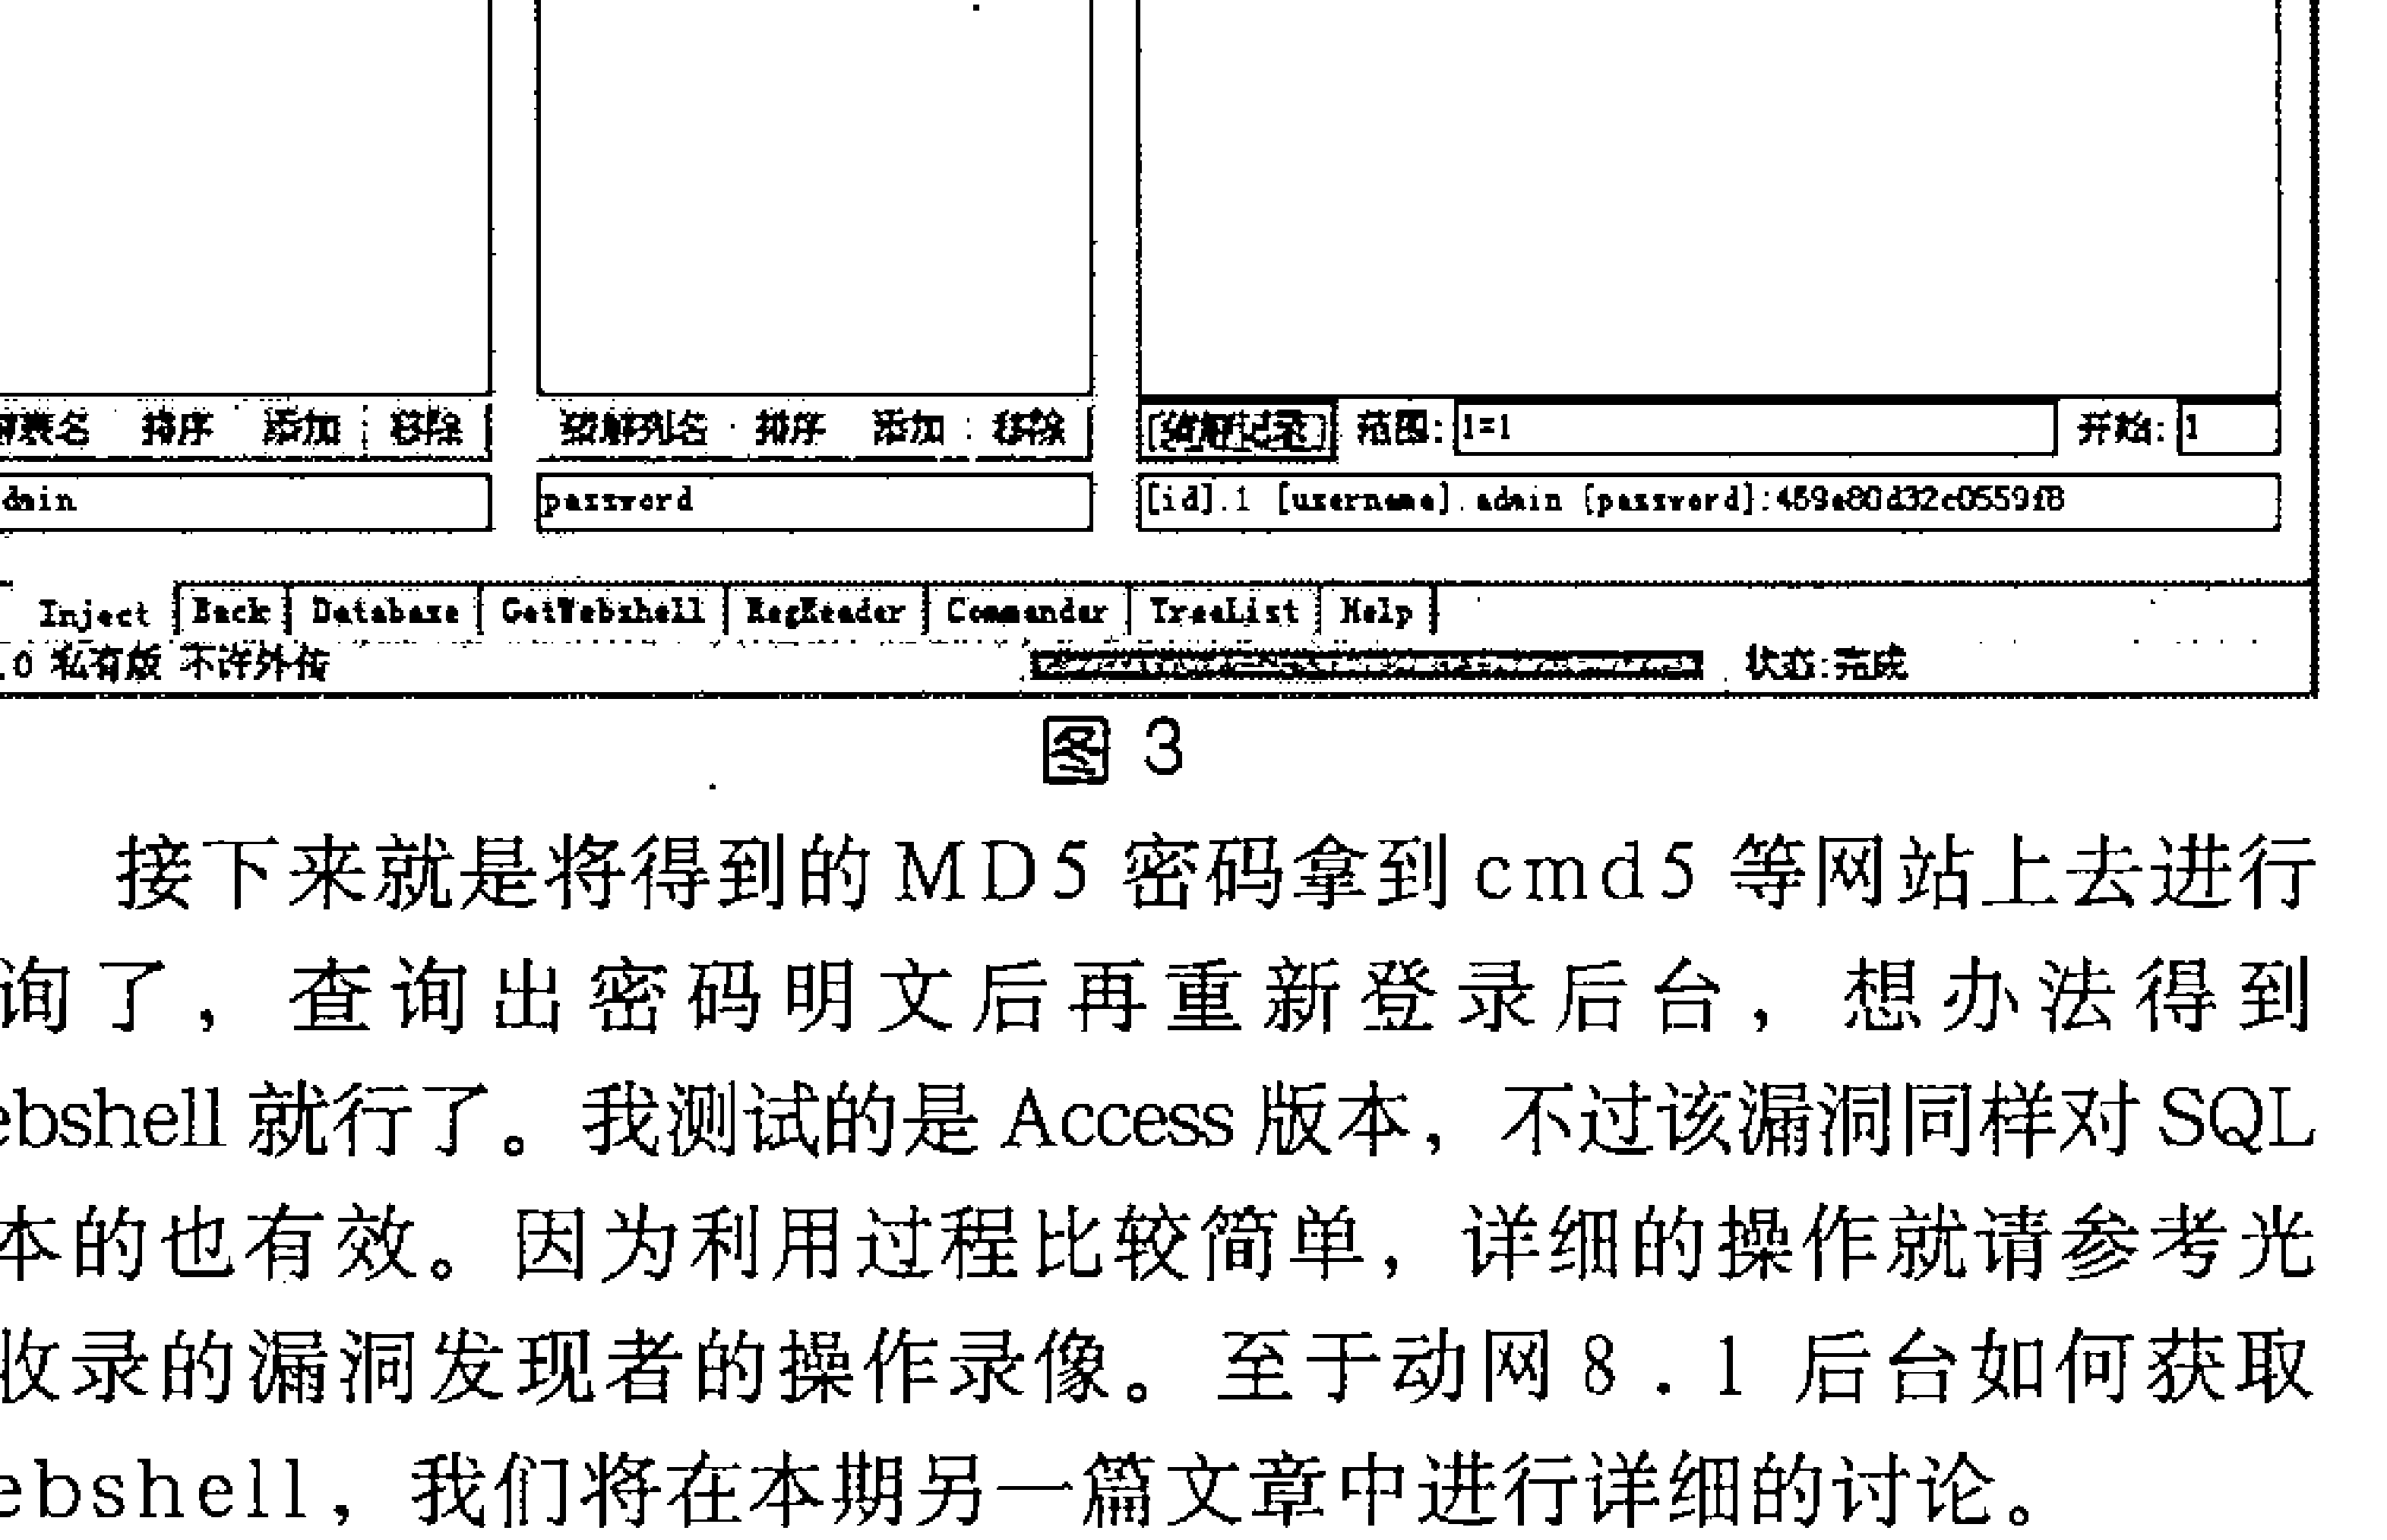 表名 排序 添加 移除 破解列名 排序 添加 移除 范围: 1=1 开始: 1
dmin password [id].1 [username].admin [password]:469e80d32c0559f8
Inject Back Database GetWebshell RegReader Commander TreeList Help
.0 私有版 不许外传 状态:完成
图 3
接下来就是将得到的MD5密码拿到cmd5等网站上去进行
询了，查询出密码明文后再重新登录后台，想办法得到
ebshell就行了。我测试的是Access版本，不过该漏洞同样对SQL
本的也有效。因为利用过程比较简单，详细的操作就请参考光
收录的漏洞发现者的操作录像。至于动网8.1后台如何获取
ebshell，我们将在本期另一篇文章中进行详细的讨论。